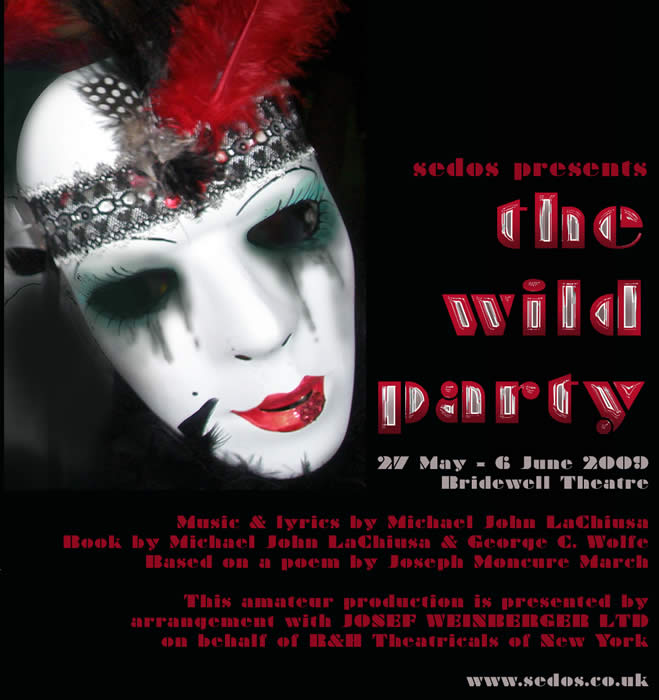 sedos presents
the
wild
party
27 May - 6 June 2009
Bridewell Theatre
Music & lyrics by Michael John LaChiusa
Book by Michael John LaChiusa & George C. Wolfe
Based on a poem by Joseph Moncure March
This amateur production is presented by
arrangement with JOSEF WEINBERGER LTD
on behalf of R&H Theatricals of New York
www.sedos.co.uk